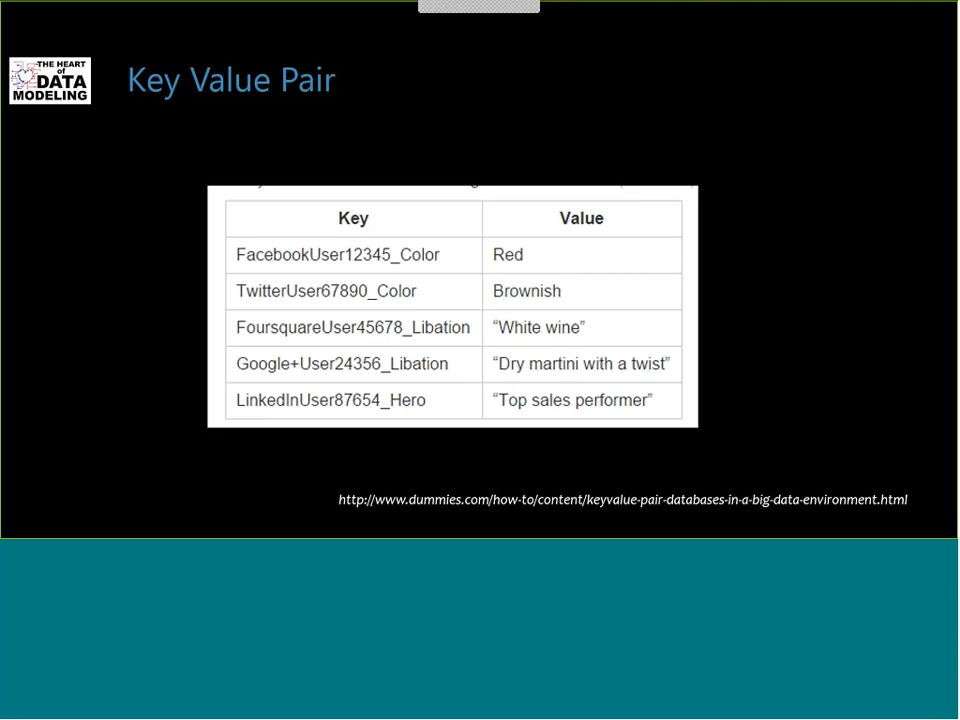 THE HEART
of
DATA
MODELING
Key Value Pair
Key Value
FacebookUser12345_Color Red
TwitterUser67890_Color Brownish
FoursquareUser45678_Libation “White wine”
Google+User24356_Libation “Dry martini with a twist”
LinkedInUser87654_Hero “Top sales performer”
http://www.dummies.com/how-to/content/keyvalue-pair-databases-in-a-big-data-environment.html